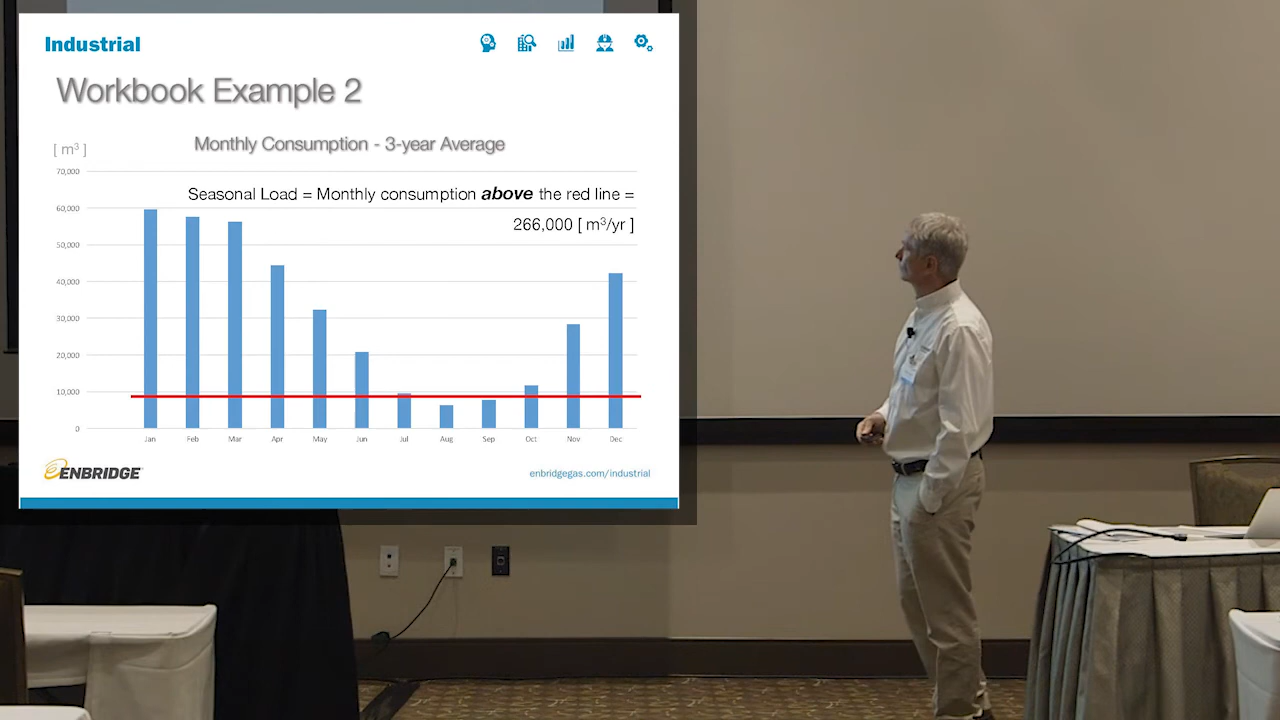 Industrial
Workbook Example 2
Monthly Consumption - 3-year Average
[ m³ ]
70,000
Seasonal Load = Monthly consumption above the red line =
266,000 [ m³/yr ]
60,000
50,000
40,000
30,000
20,000
10,000
0
Jan Feb Mar Apr May Jun Jul Aug Sep Oct Nov Dec
ENBRIDGE
enbridgegas.com/industrial